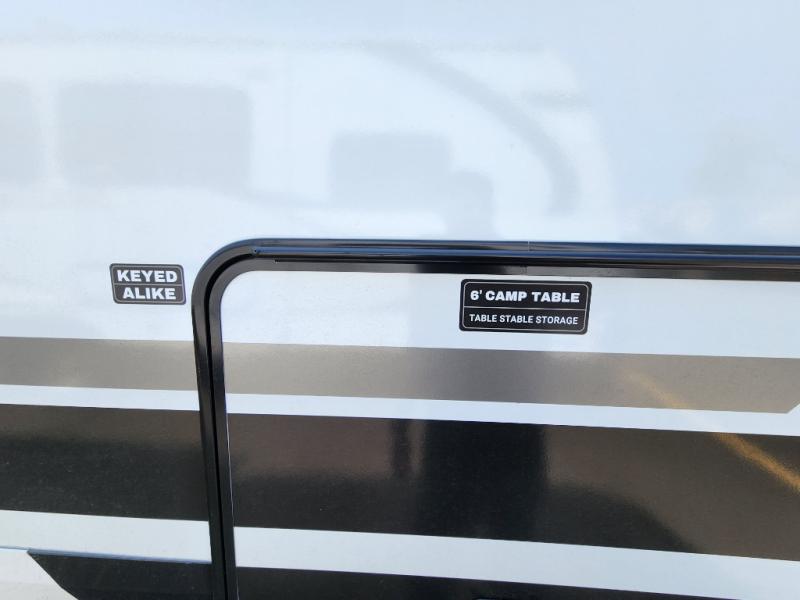 KEYED
ALIKE
6' CAMP TABLE
TABLE STABLE STORAGE